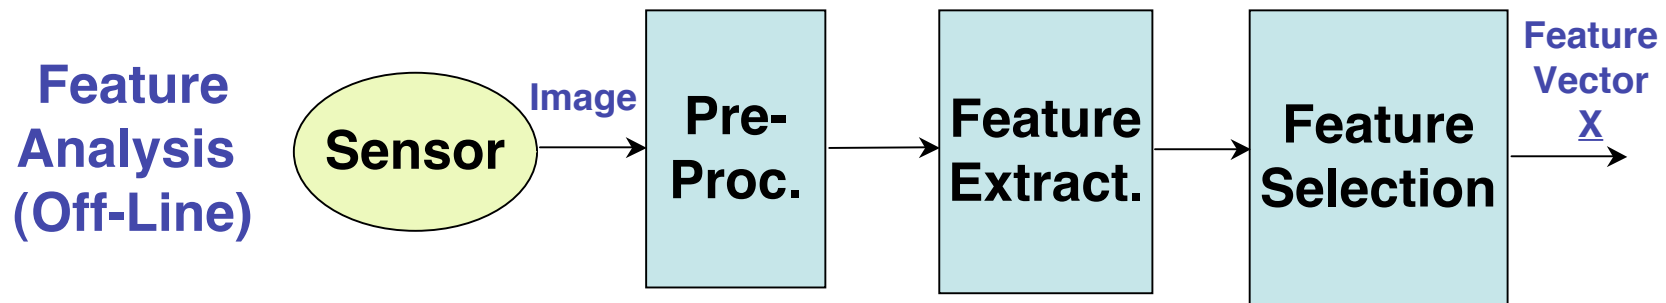 Feature
Analysis
(Off-Line)
Sensor
Image
Pre-
Proc.
Feature
Extract.
Feature
Selection
Feature
Vector
X